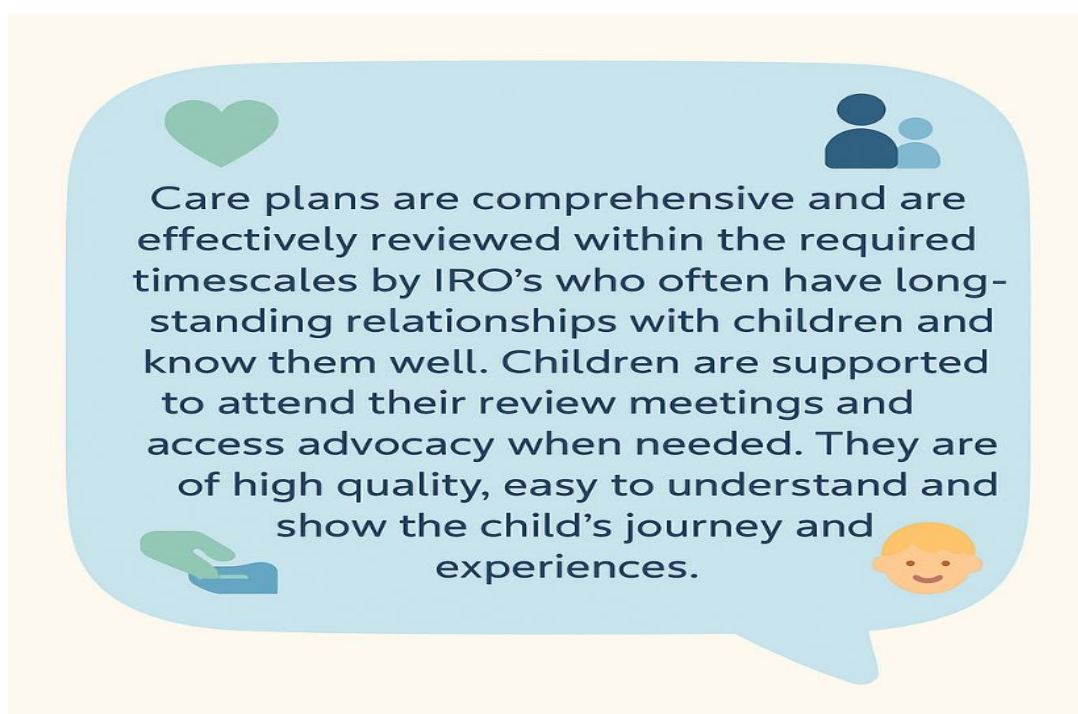 Care plans are comprehensive and are
effectively reviewed within the required
timescales by IRO’s who often have long-
standing relationships with children and
know them well. Children are supported
to attend their review meetings and
access advocacy when needed. They are
of high quality, easy to understand and
show the child’s journey and
experiences.